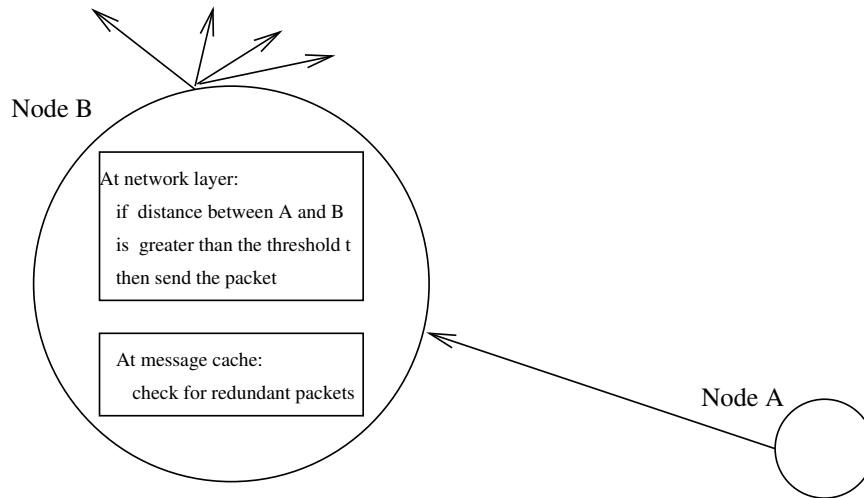 Node B
At network layer:
if distance between A and B
is greater than the threshold t
then send the packet
At message cache:
check for redundant packets
Node A